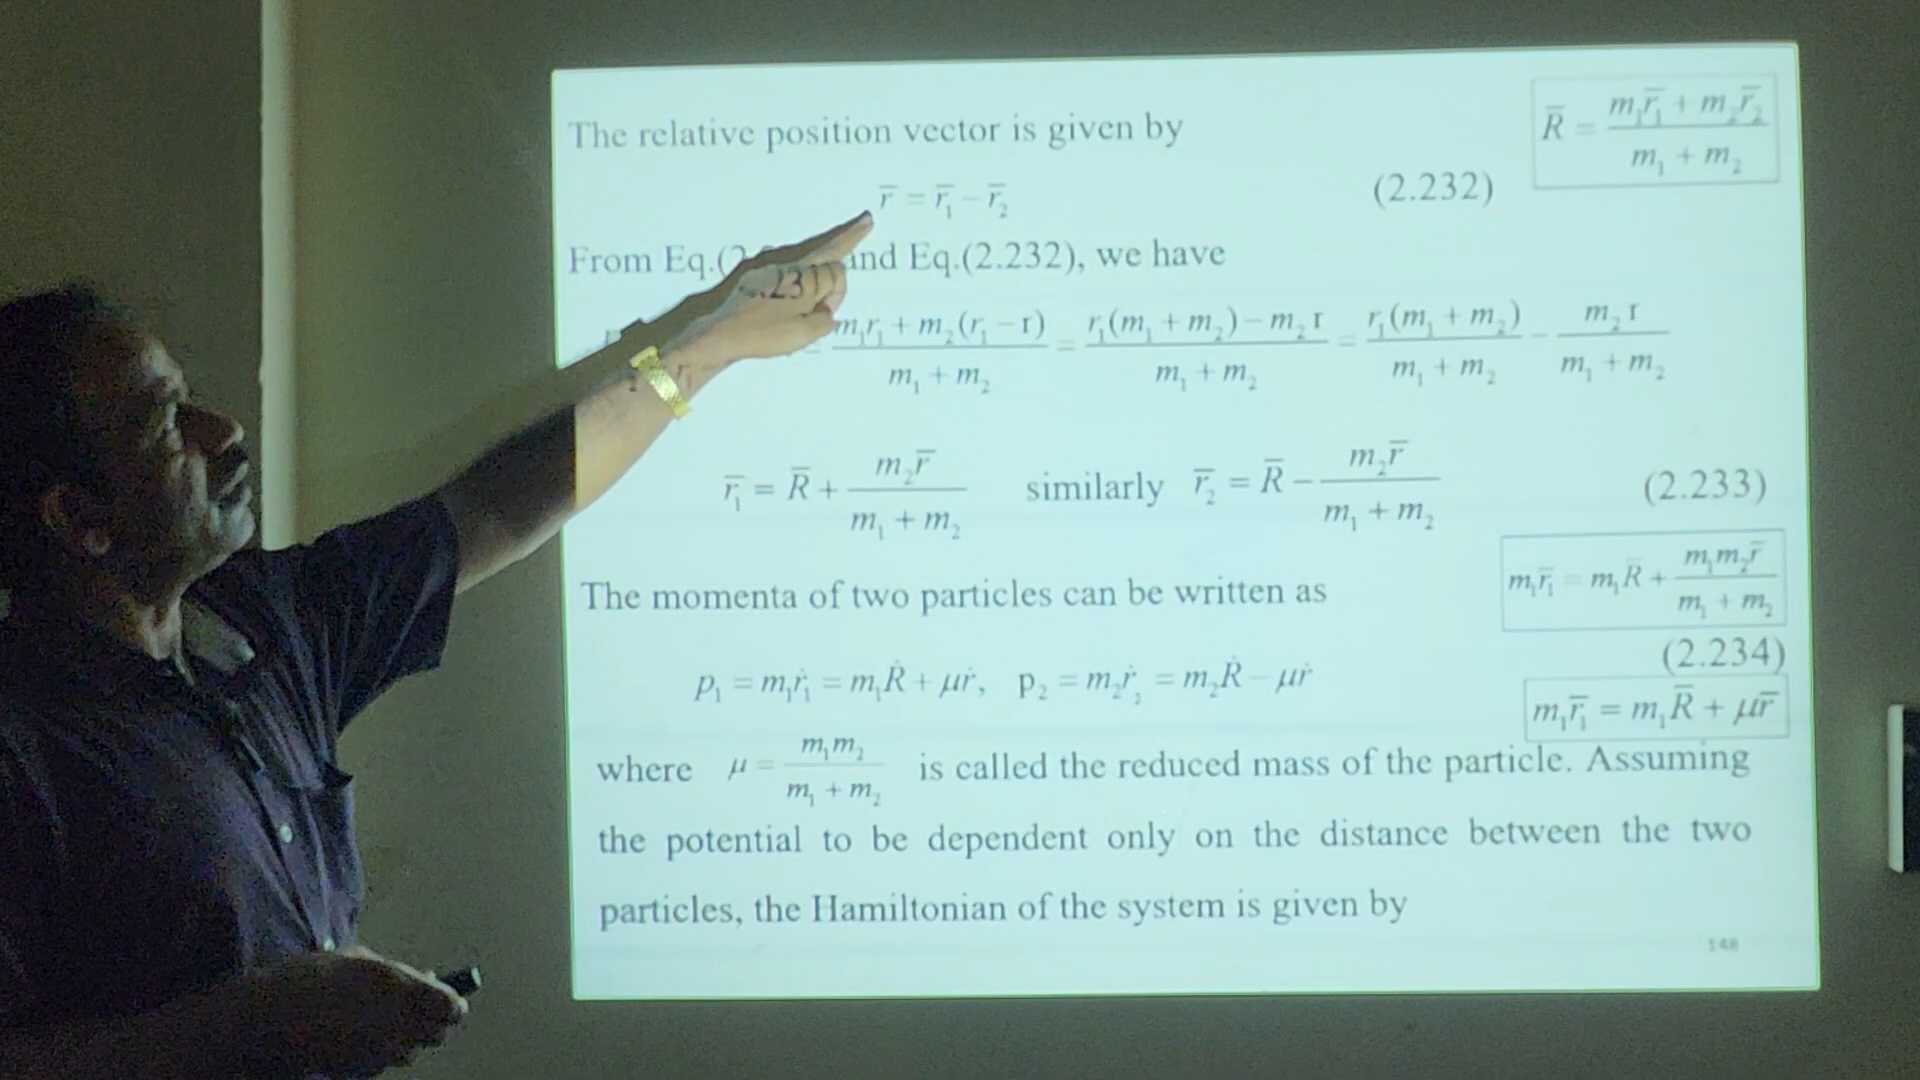 The relative position vector is given by
R̄ = (m₁r̄₁ + m₂r̄₂)/(m₁ + m₂)
r̄ = r̄₁ − r̄₂ (2.232)
From Eq.(2.231) and Eq.(2.232), we have
= (m₁r₁ + m₂(r₁ − r))/(m₁ + m₂) = (r₁(m₁ + m₂) − m₂r)/(m₁ + m₂) = r₁(m₁ + m₂)/(m₁ + m₂) − m₂r/(m₁ + m₂)
r̄₁ = R̄ + m₂r̄/(m₁ + m₂) similarly r̄₂ = R̄ − m₂r̄/(m₁ + m₂) (2.233)
The momenta of two particles can be written as
m₁r̄₁ = m₁R̄ + m₁m₂r̄/(m₁ + m₂)
p₁ = m₁ṙ₁ = m₁Ṙ + μṙ, p₂ = m₂ṙ₂ = m₂Ṙ − μṙ (2.234)
m₁r̄₁ = m₁R̄ + μr̄
where μ = m₁m₂/(m₁ + m₂) is called the reduced mass of the particle. Assuming
the potential to be dependent only on the distance between the two
particles, the Hamiltonian of the system is given by
148